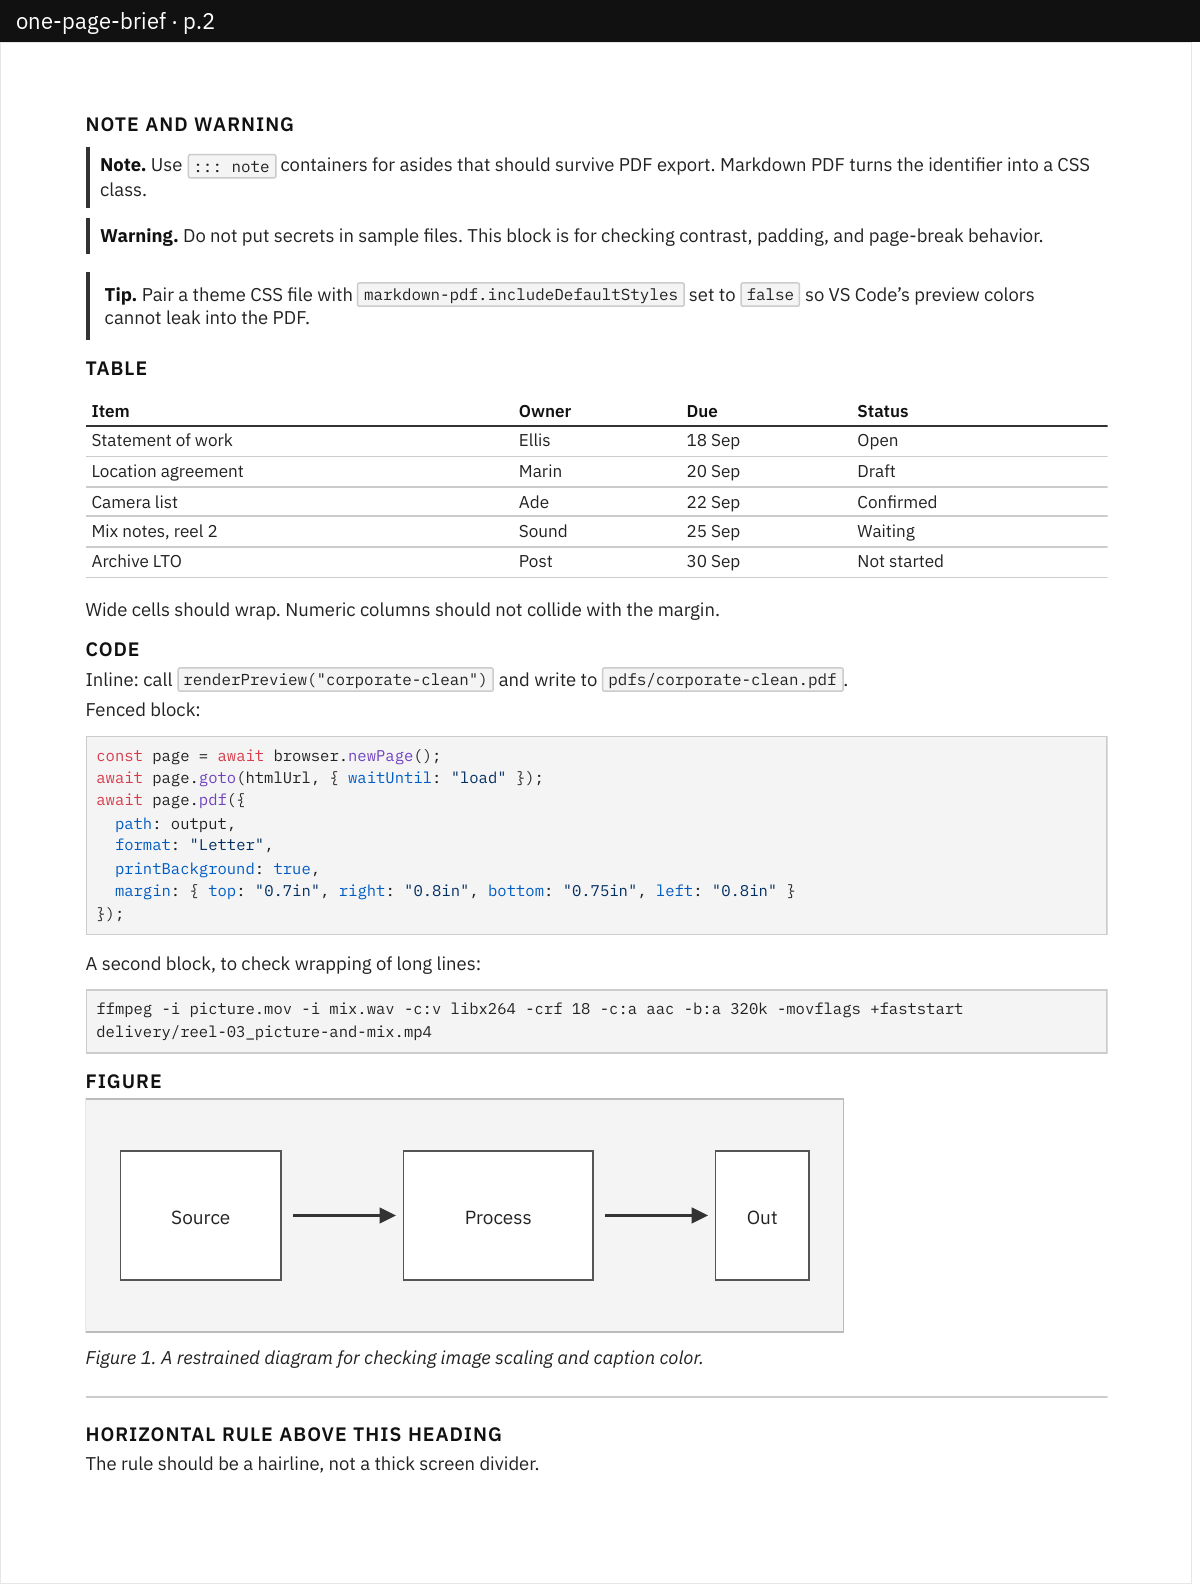 one-page-brief · p.2
NOTE AND WARNING
Note. Use ::: note containers for asides that should survive PDF export. Markdown PDF turns the identifier into a CSS
class.
Warning. Do not put secrets in sample files. This block is for checking contrast, padding, and page-break behavior.
Tip. Pair a theme CSS file with markdown-pdf.includeDefaultStyles set to false so VS Code’s preview colors
cannot leak into the PDF.
TABLE
Item Owner Due Status
Statement of work Ellis 18 Sep Open
Location agreement Marin 20 Sep Draft
Camera list Ade 22 Sep Confirmed
Mix notes, reel 2 Sound 25 Sep Waiting
Archive LTO Post 30 Sep Not started
Wide cells should wrap. Numeric columns should not collide with the margin.
CODE
Inline: call renderPreview("corporate-clean") and write to pdfs/corporate-clean.pdf.
Fenced block:
const page = await browser.newPage();
await page.goto(htmlUrl, { waitUntil: "load" });
await page.pdf({
  path: output,
  format: "Letter",
  printBackground: true,
  margin: { top: "0.7in", right: "0.8in", bottom: "0.75in", left: "0.8in" }
});
A second block, to check wrapping of long lines:
ffmpeg -i picture.mov -i mix.wav -c:v libx264 -crf 18 -c:a aac -b:a 320k -movflags +faststart
delivery/reel-03_picture-and-mix.mp4
FIGURE
Source Process Out
Figure 1. A restrained diagram for checking image scaling and caption color.
HORIZONTAL RULE ABOVE THIS HEADING
The rule should be a hairline, not a thick screen divider.